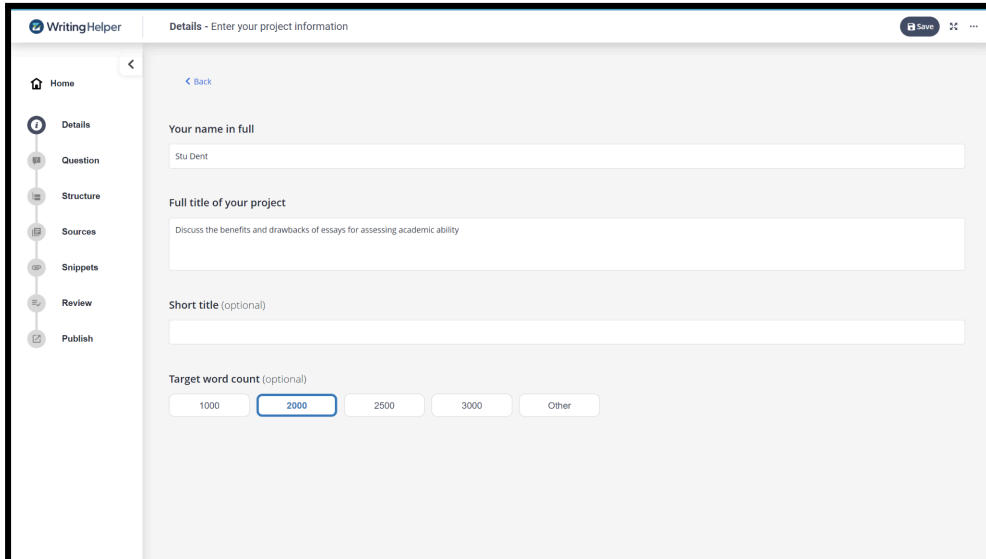 WritingHelper
Details - Enter your project information
Save
Home
Back
Details
Question
Structure
Sources
Snippets
Review
Publish
Your name in full
Stu Dent
Full title of your project
Discuss the benefits and drawbacks of essays for assessing academic ability
Short title (optional)
Target word count (optional)
1000 2000 2500 3000 Other